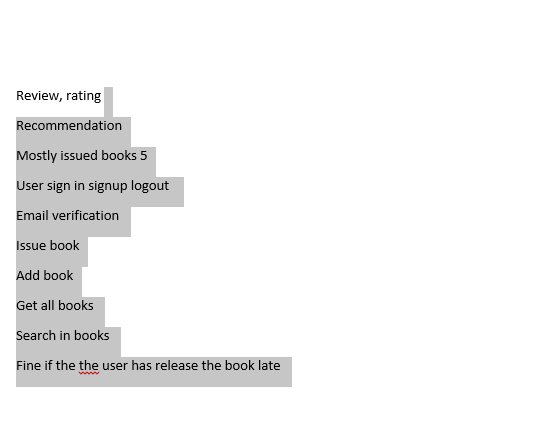 Review, rating
Recommendation
Mostly issued books 5
User sign in signup logout
Email verification
Issue book
Add book
Get all books
Search in books
Fine if the the user has release the book late